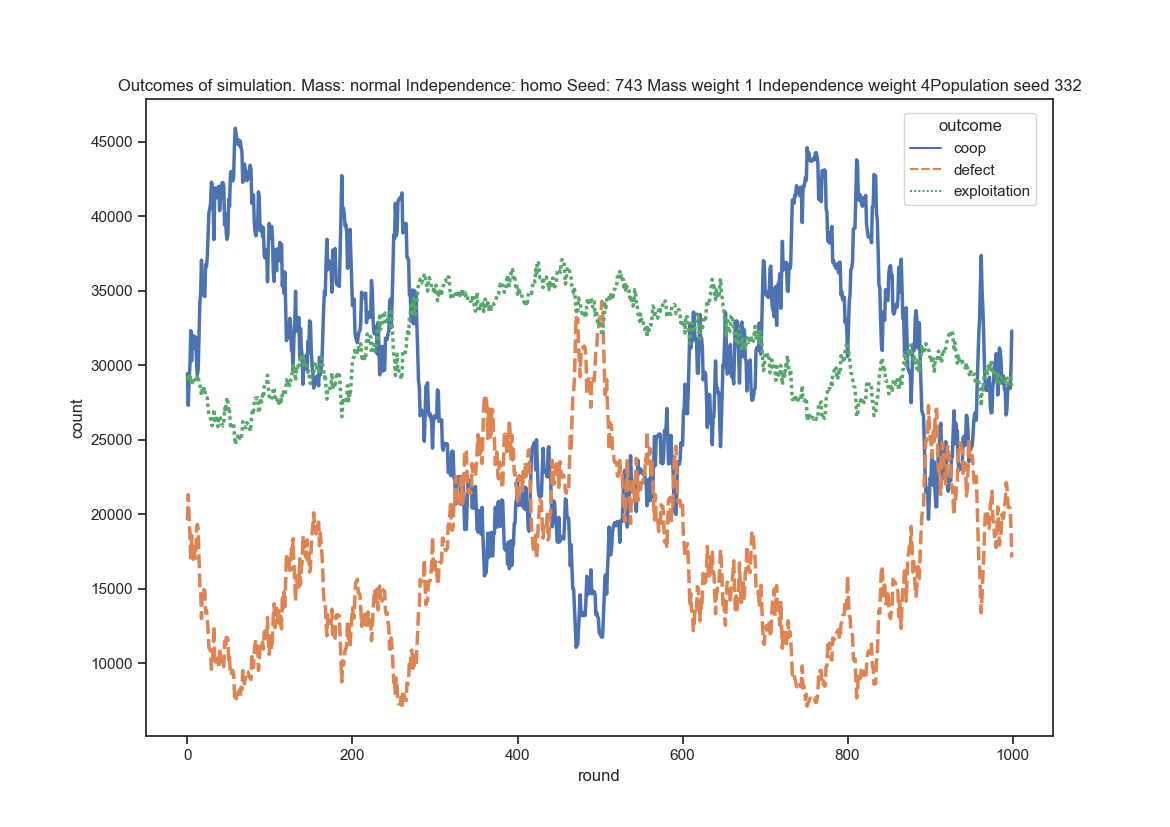 Outcomes of simulation. Mass: normal Independence: homo Seed: 743 Mass weight 1 Independence weight 4Population seed 332
outcome
coop
defect
exploitation
45000
40000
35000
30000
25000
20000
15000
10000
count
0
200
400
600
800
1000
round